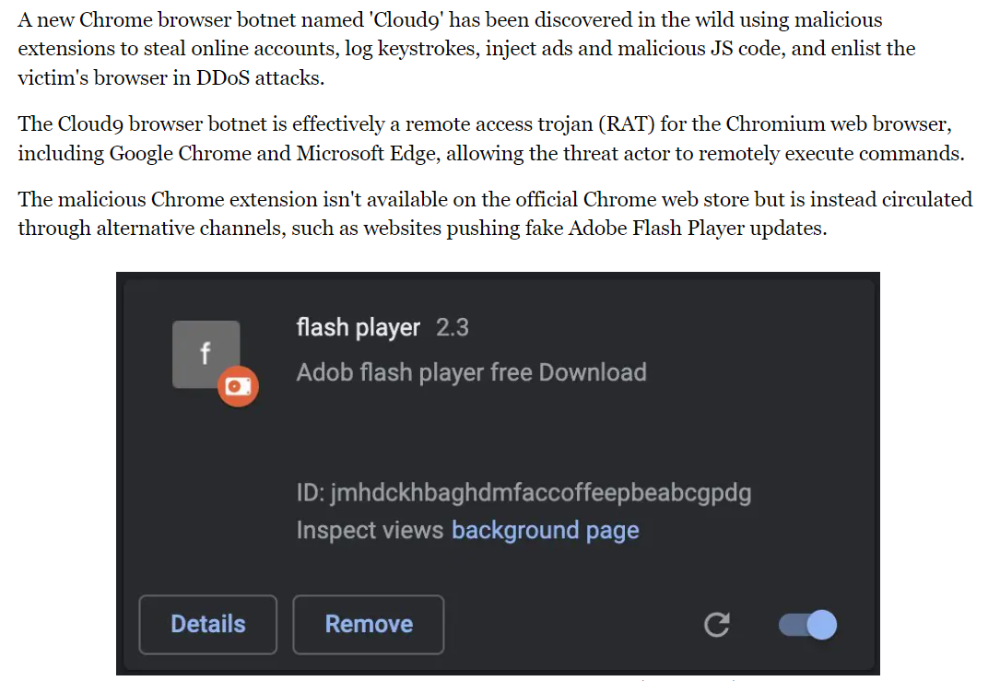 A new Chrome browser botnet named 'Cloud9' has been discovered in the wild using malicious
extensions to steal online accounts, log keystrokes, inject ads and malicious JS code, and enlist the
victim's browser in DDoS attacks.
The Cloud9 browser botnet is effectively a remote access trojan (RAT) for the Chromium web browser,
including Google Chrome and Microsoft Edge, allowing the threat actor to remotely execute commands.
The malicious Chrome extension isn't available on the official Chrome web store but is instead circulated
through alternative channels, such as websites pushing fake Adobe Flash Player updates.
f
flash player 2.3
Adob flash player free Download
ID: jmhdckhbaghdmfaccoffeepbeabcgpdg
Inspect views background page
Details Remove